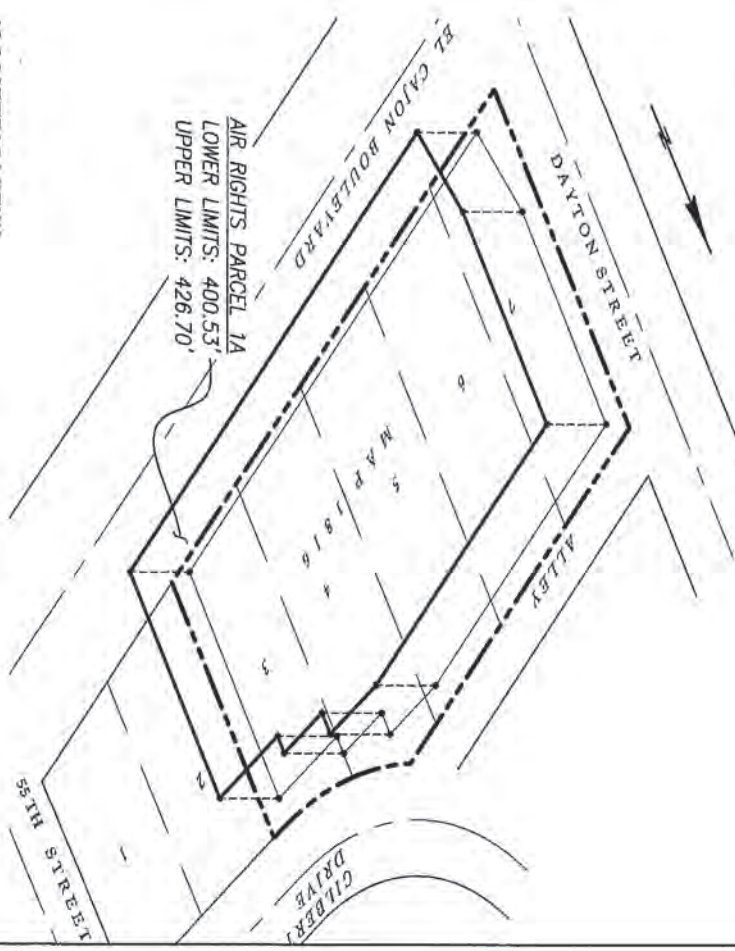 N
DAYTON STREET
EL CAJON BOULEVARD
AIR RIGHTS PARCEL 1A
LOWER LIMITS: 400.53'
UPPER LIMITS: 426.70'
7
6
5
MAP 1916
4
3
2
1
ALLEY
GILBERT
DRIVE
55TH STREET